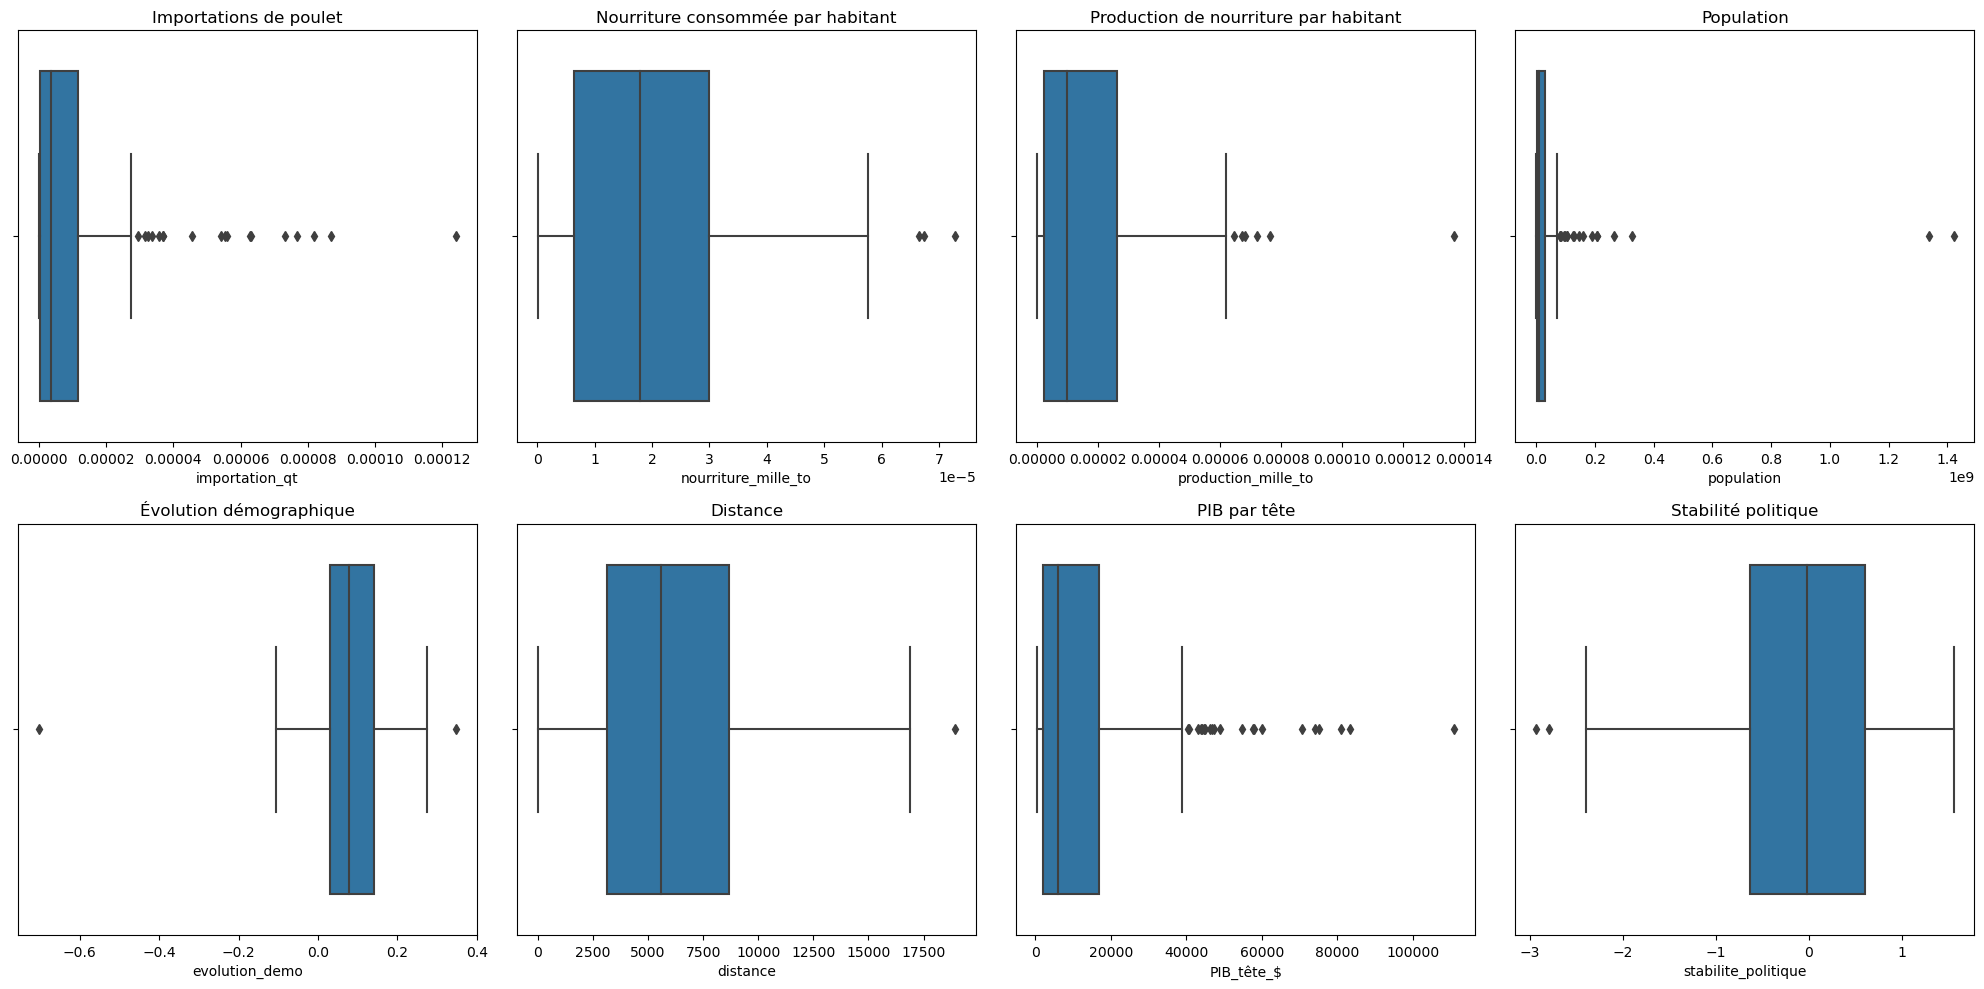 Importations de poulet
Nourriture consommée par habitant
Production de nourriture par habitant
Population
0.00000 0.00002 0.00004 0.00006 0.00008 0.00010 0.00012
0 1 2 3 4 5 6 7
0.00000 0.00002 0.00004 0.00006 0.00008 0.00010 0.00012 0.00014
0.0 0.2 0.4 0.6 0.8 1.0 1.2 1.4
importation_qt
nourriture_mille_to
1e−5
production_mille_to
population
1e9
Évolution démographique
Distance
PIB par tête
Stabilité politique
−0.6 −0.4 −0.2 0.0 0.2 0.4
0 2500 5000 7500 10000 12500 15000 17500
0 20000 40000 60000 80000 100000
−3 −2 −1 0 1
evolution_demo
distance
PIB_tête_$
stabilite_politique